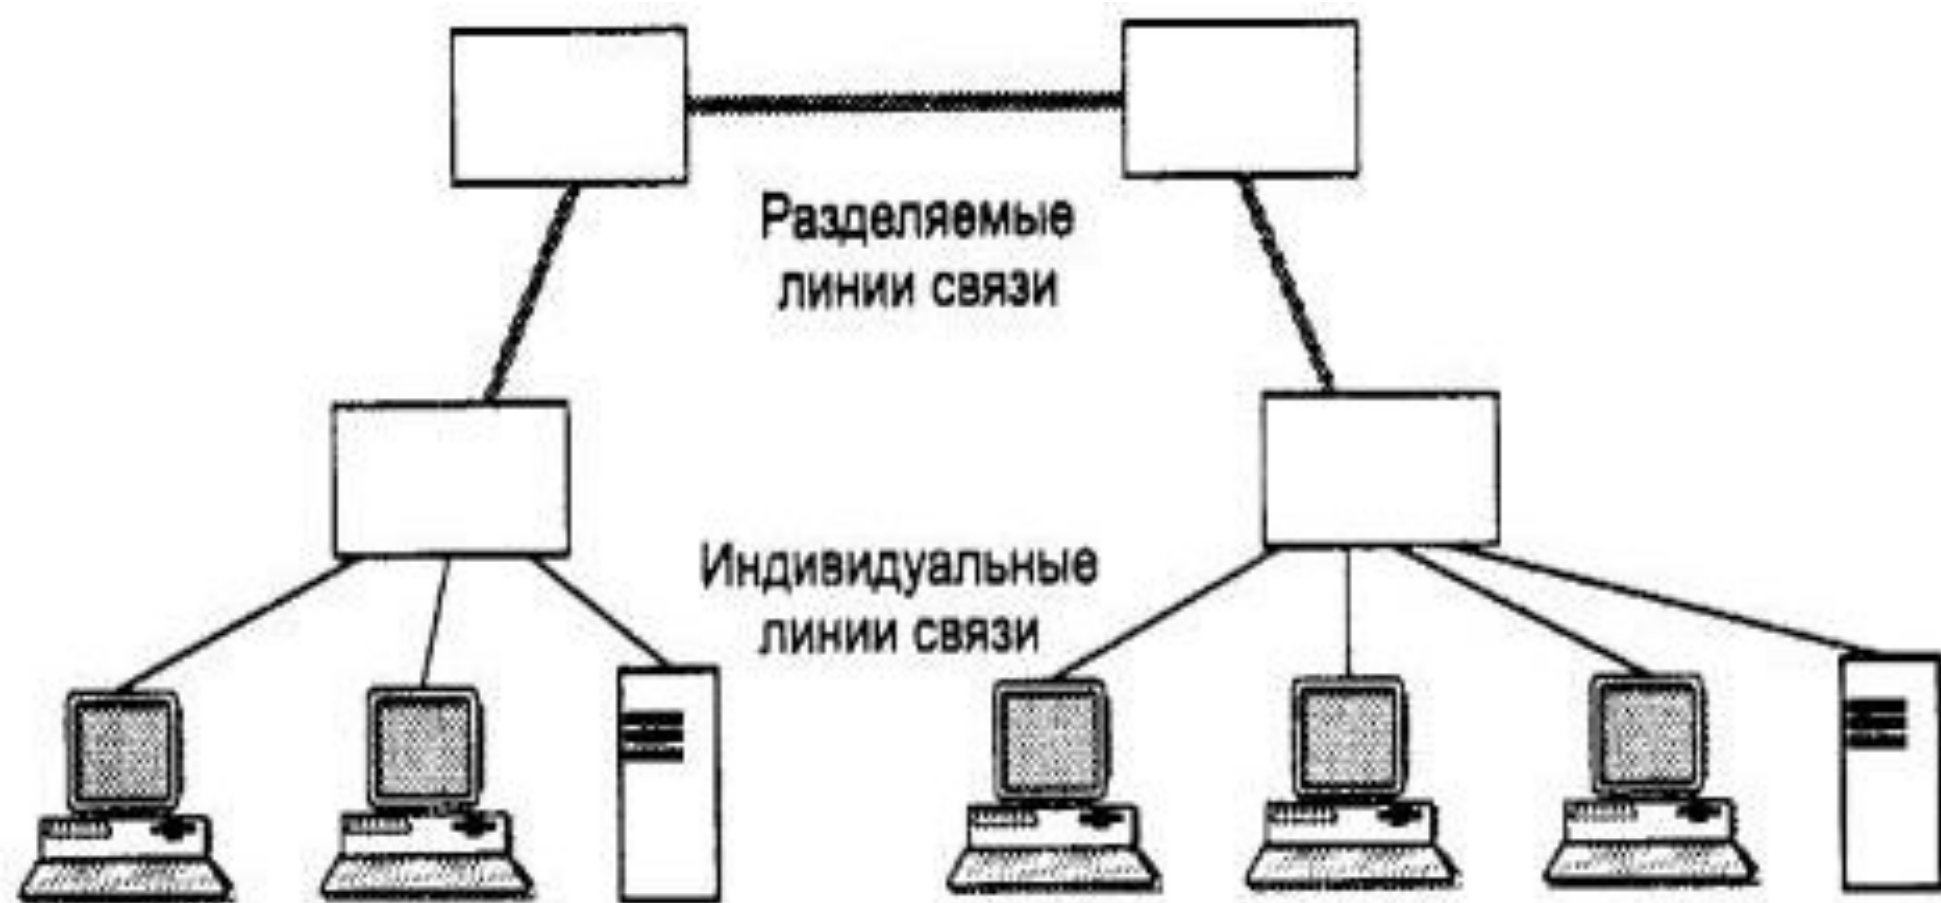 Разделяемые
линии связи
Индивидуальные
линии связи